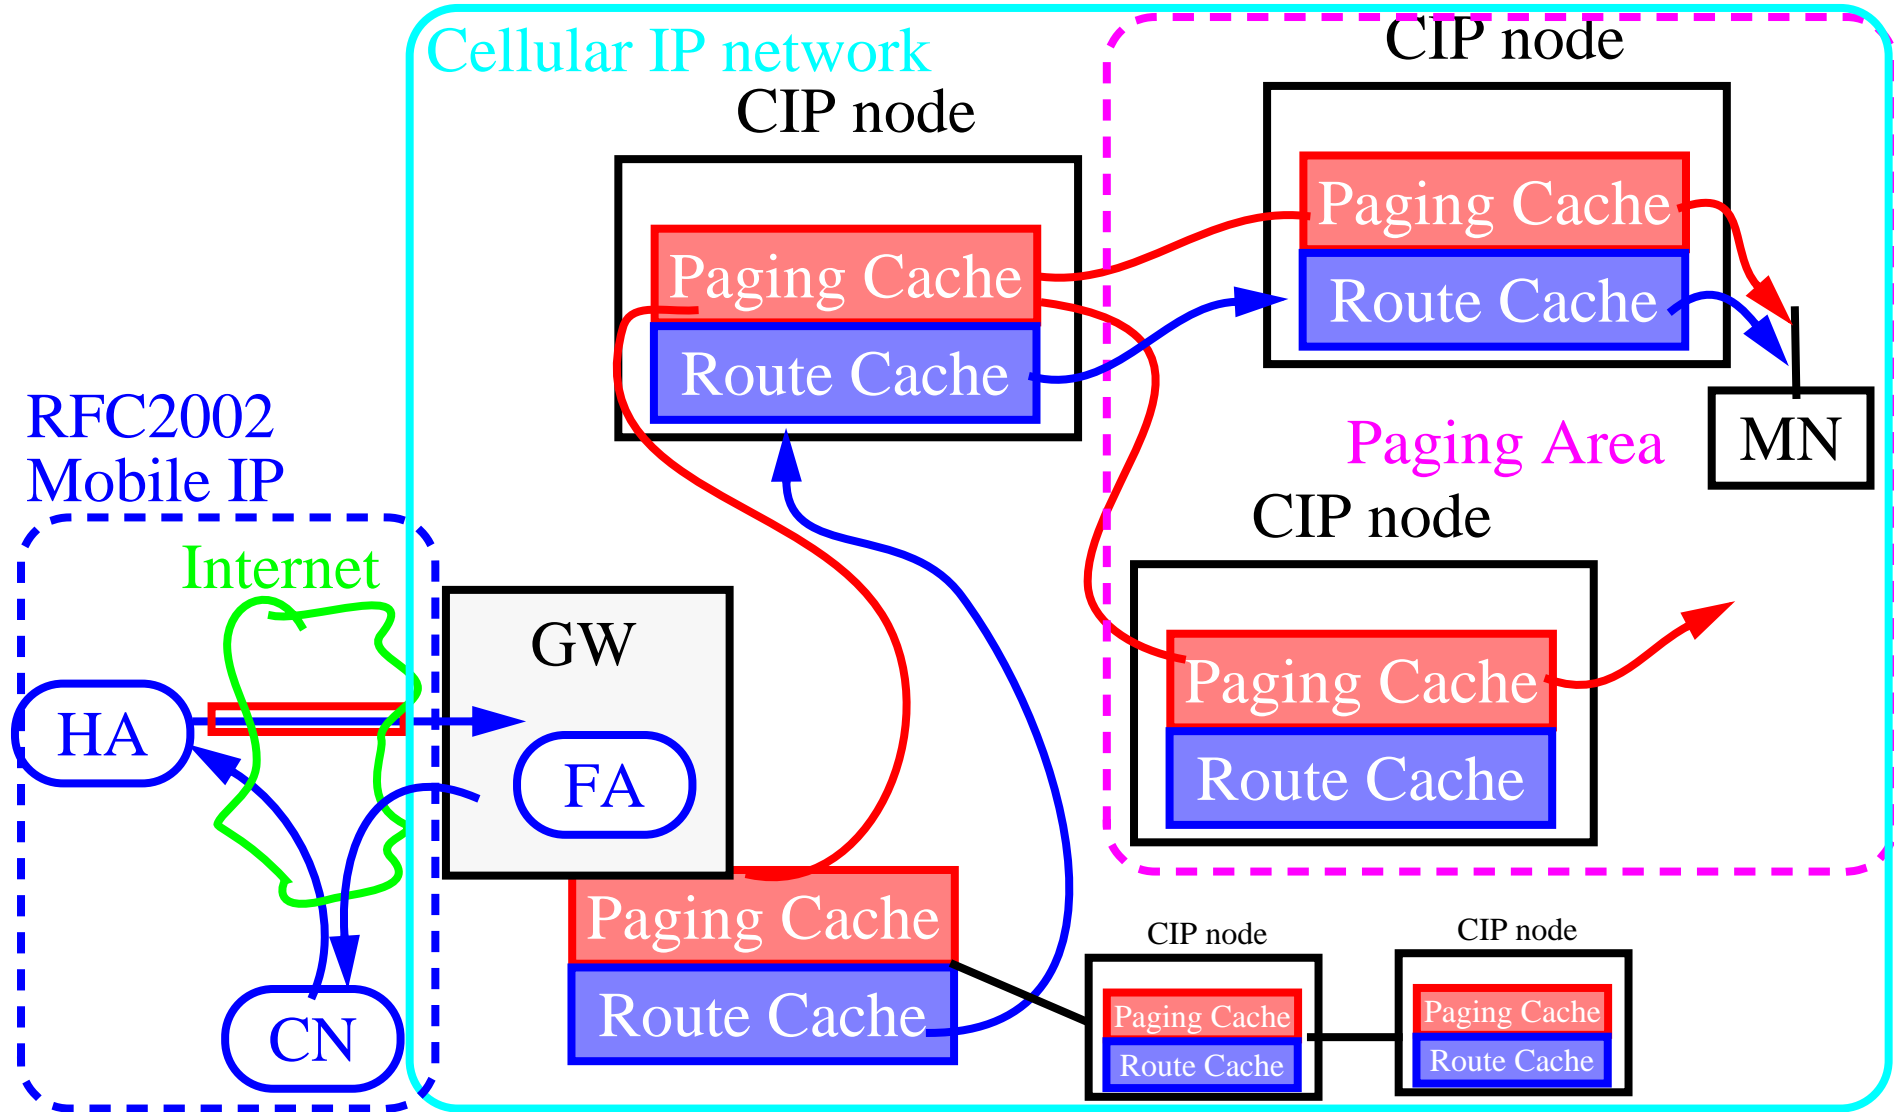 Cellular IP network
CIP node
Paging Cache
Route Cache
CIP node
Paging Cache
Route Cache
MN
Paging Area
CIP node
Paging Cache
Route Cache
RFC2002
Mobile IP
Internet
HA
CN
GW
FA
Paging Cache
Route Cache
CIP node
Paging Cache
Route Cache
CIP node
Paging Cache
Route Cache